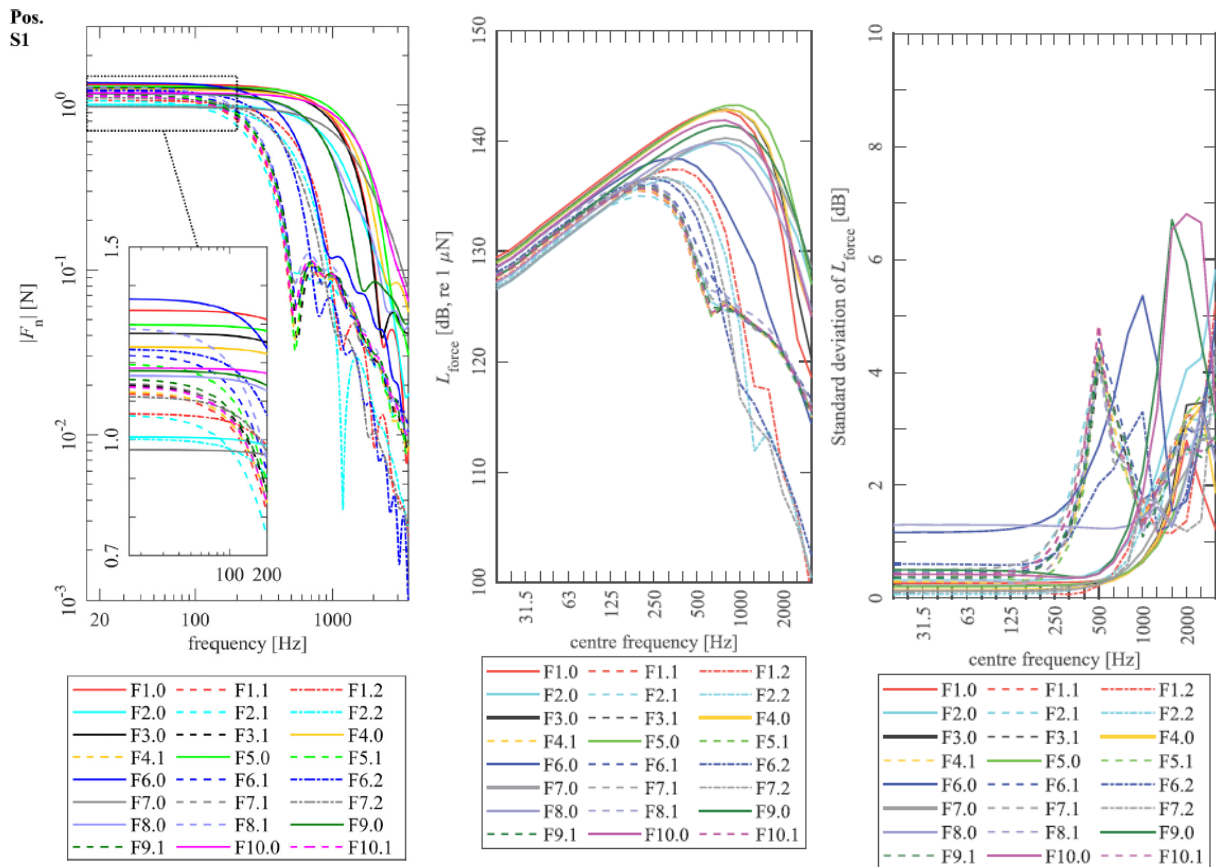 Pos.
S1
|Fn| [N]
10^0
10^-1
10^-2
10^-3
1.5
1.0
0.7
100 200
20 100 1000
frequency [Hz]
F1.0 F1.1 F1.2
F2.0 F2.1 F2.2
F3.0 F3.1 F4.0
F4.1 F5.0 F5.1
F6.0 F6.1 F6.2
F7.0 F7.1 F7.2
F8.0 F8.1 F9.0
F9.1 F10.0 F10.1
Lforce [dB, re 1 μN]
150
140
130
120
110
100
31.5 63 125 250 500 1000 2000
centre frequency [Hz]
F1.0 F1.1 F1.2
F2.0 F2.1 F2.2
F3.0 F3.1 F4.0
F4.1 F5.0 F5.1
F6.0 F6.1 F6.2
F7.0 F7.1 F7.2
F8.0 F8.1 F9.0
F9.1 F10.0 F10.1
Standard deviation of Lforce [dB]
10
8
6
4
2
0
31.5 63 125 250 500 1000 2000
centre frequency [Hz]
F1.0 F1.1 F1.2
F2.0 F2.1 F2.2
F3.0 F3.1 F4.0
F4.1 F5.0 F5.1
F6.0 F6.1 F6.2
F7.0 F7.1 F7.2
F8.0 F8.1 F9.0
F9.1 F10.0 F10.1